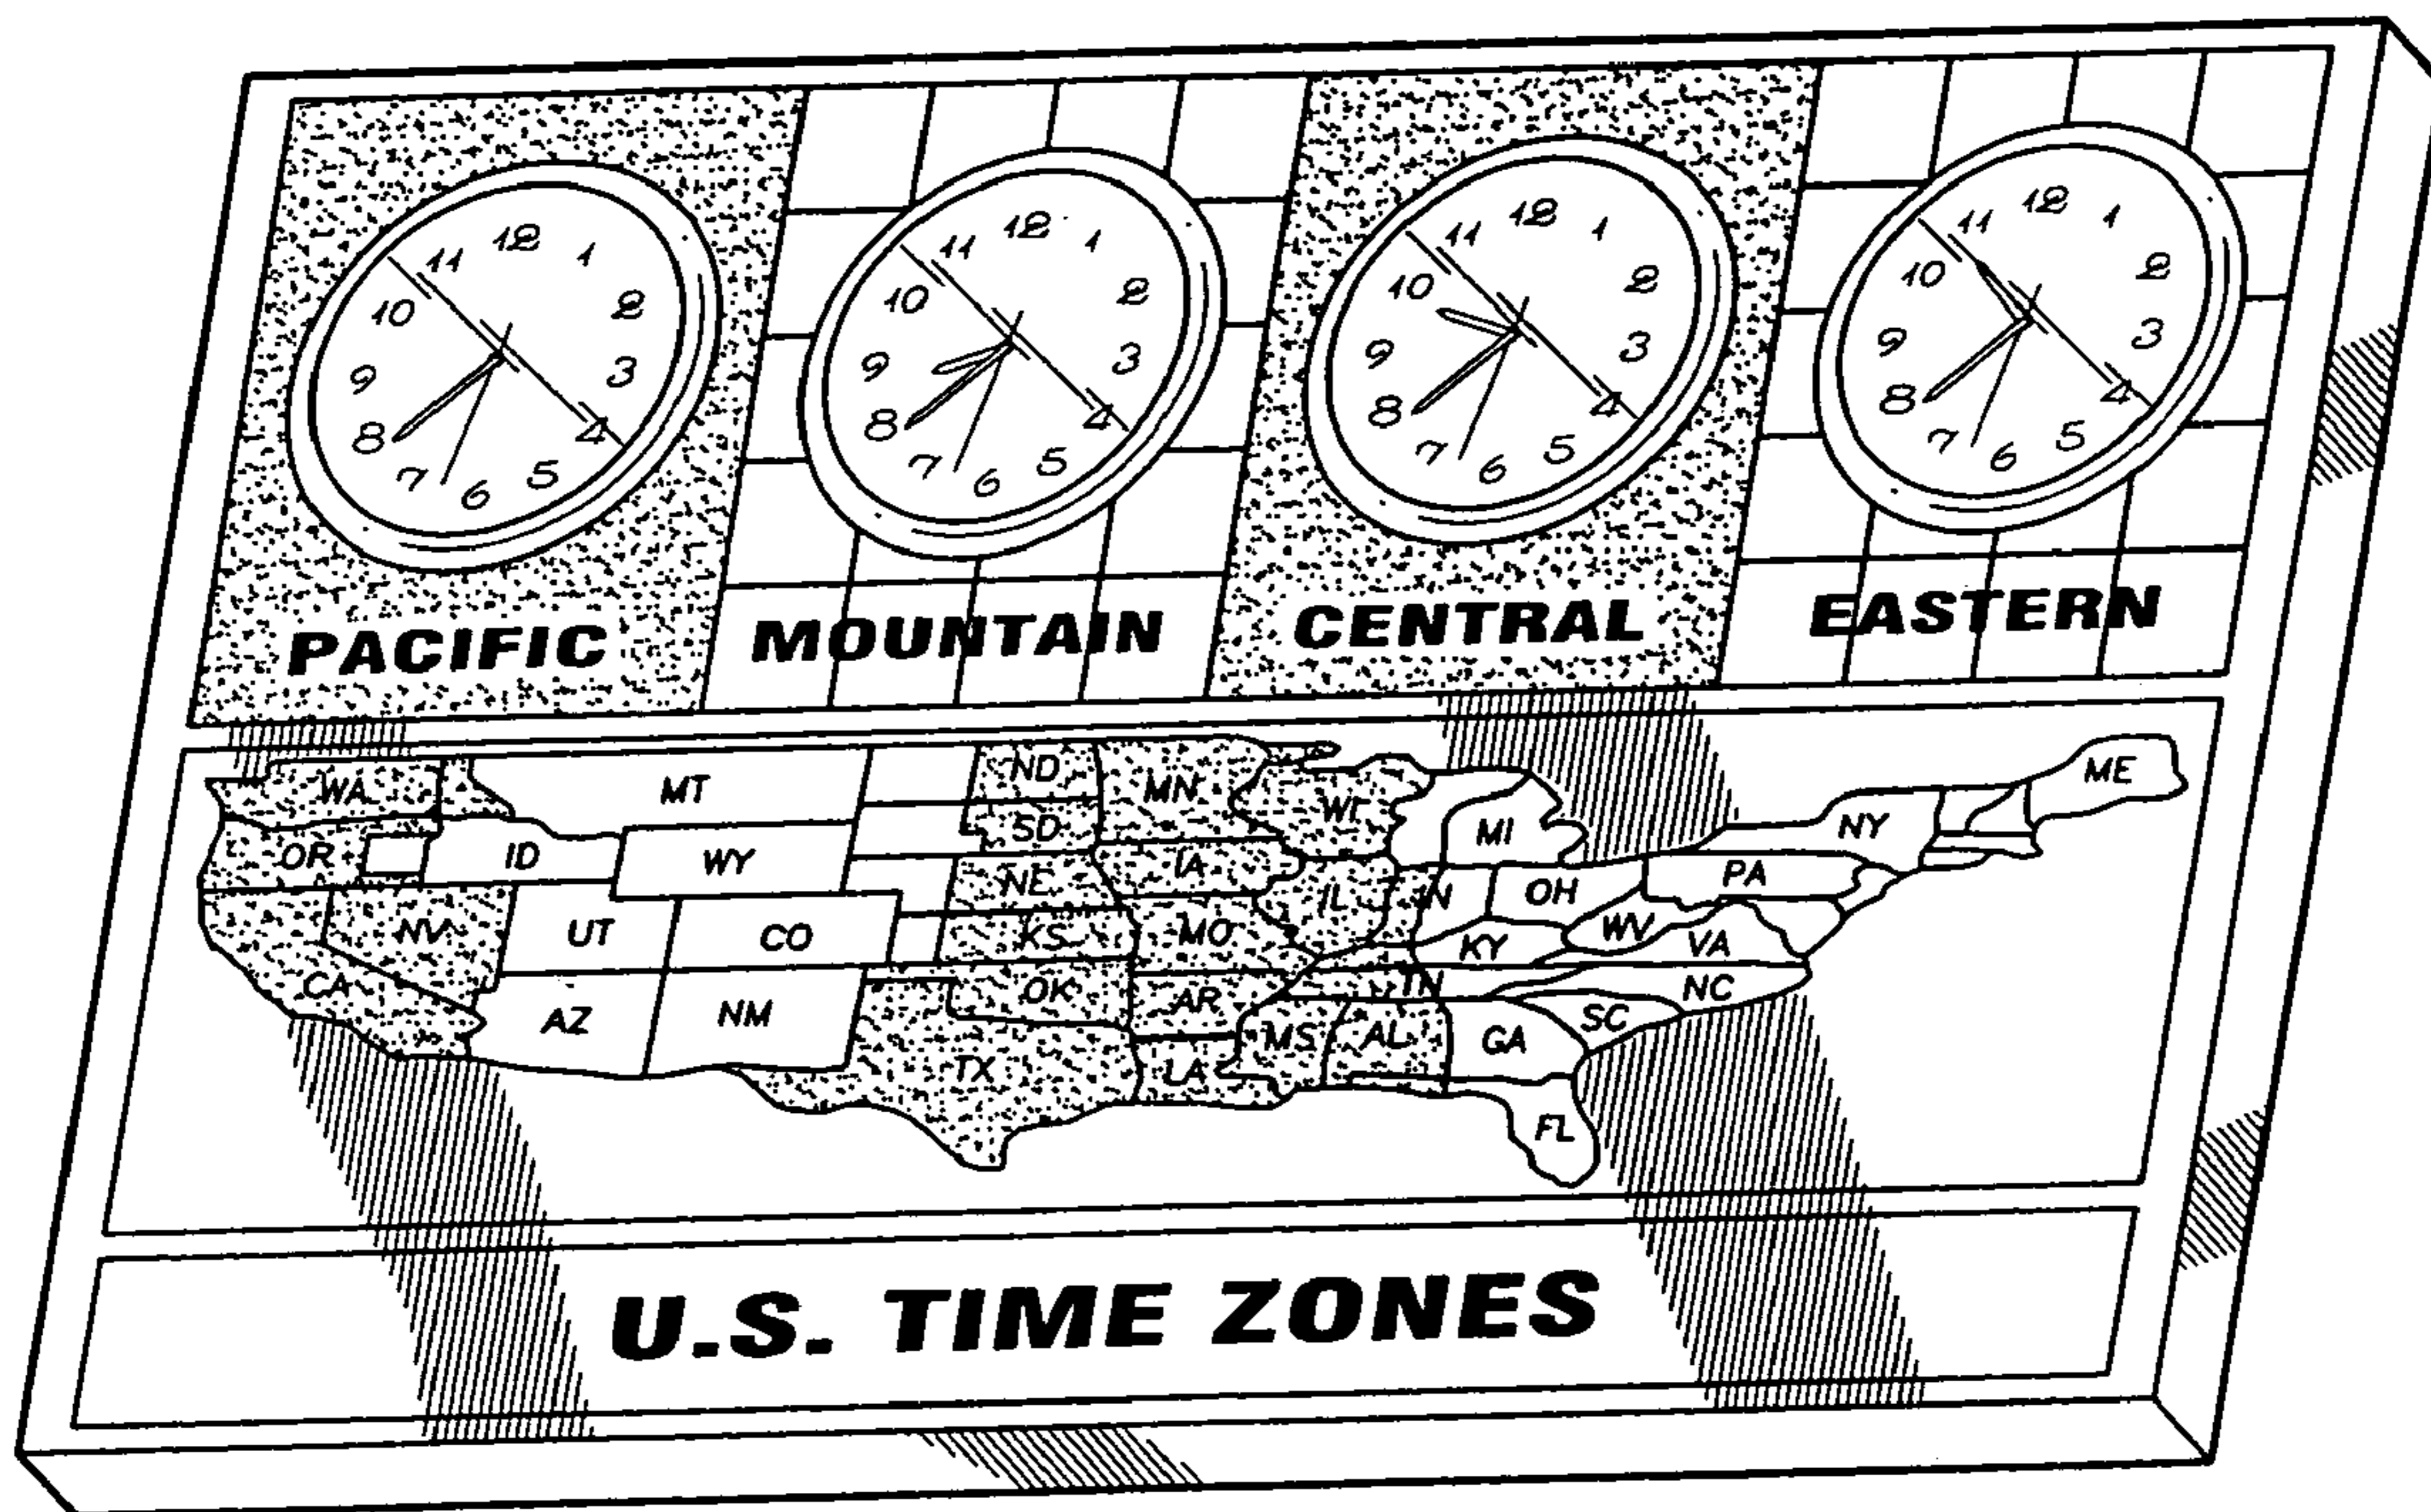 12 1 2 3 4 5 6 7 8 9 10 11
12 1 2 3 4 5 6 7 8 9 10 11
12 1 2 3 4 5 6 7 8 9 10 11
12 1 2 3 4 5 6 7 8 9 10 11
PACIFIC MOUNTAIN CENTRAL EASTERN
WA MT ND MN WI MI NY ME
OR ID WY SD IA
NV UT CO NE KS MO IL IN OH PA
CA AZ NM OK AR TN KY WV VA NC
TX LA MS AL GA SC
FL
U.S. TIME ZONES